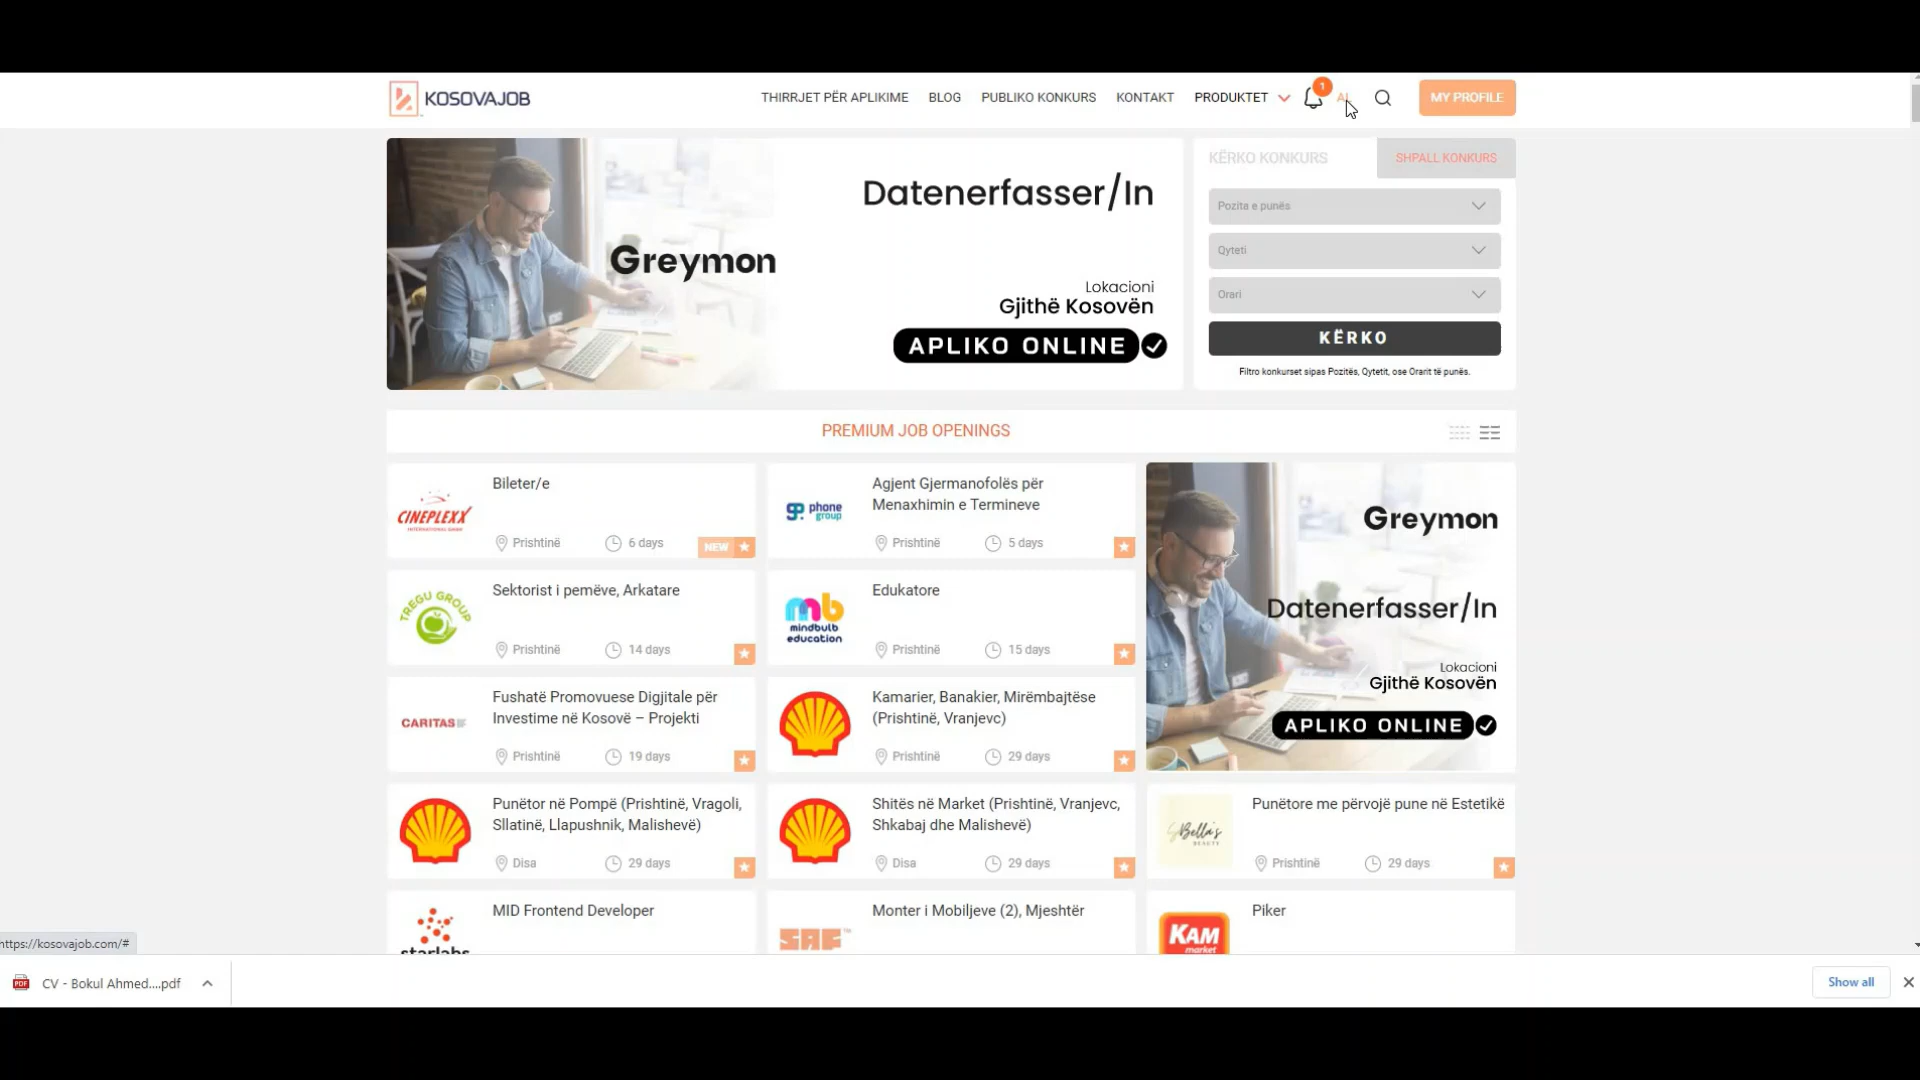 KOSOVAJOB
THIRRJET PËR APLIKIME
BLOG
PUBLIKO KONKURS
KONTAKT
PRODUKTET
1
MY PROFILE
Datenerfasser/In
Greymon
Lokacioni
Gjithë Kosovën
APLIKO ONLINE
KËRKO KONKURS
SHPALL KONKURS
Pozita e punës
Qyteti
Orari
KËRKO
Filtro konkurset sipas Pozitës, Qytetit, ose Orarit të punës.
PREMIUM JOB OPENINGS
CINEPLEXX
Bileter/e
Prishtinë
6 days
NEW
phone
group
Agjent Gjermanofolës për
Menaxhimin e Termineve
Prishtinë
5 days
Greymon
Datenerfasser/In
Lokacioni
Gjithë Kosovën
APLIKO ONLINE
TREGU GROUP
Sektorist i pemëve, Arkatare
Prishtinë
14 days
mb
mindbulb
education
Edukatore
Prishtinë
15 days
CARITAS
Fushatë Promovuese Digjitale për
Investime në Kosovë – Projekti
Prishtinë
19 days
Kamarier, Banakier, Mirëmbajtëse
(Prishtinë, Vranjevc)
Prishtinë
29 days
Punëtor në Pompë (Prishtinë, Vragoli,
Sllatinë, Llapushnik, Malishevë)
Disa
29 days
Shitës në Market (Prishtinë, Vranjevc,
Shkabaj dhe Malishevë)
Disa
29 days
Bella's
BEAUTY
Punëtore me përvojë pune në Estetikë
Prishtinë
29 days
starlabs
MID Frontend Developer
SAF
Monter i Mobiljeve (2), Mjeshtër
KAM
market
Piker
https://kosovajob.com/#
PDF
CV - Bokul Ahmed....pdf
Show all